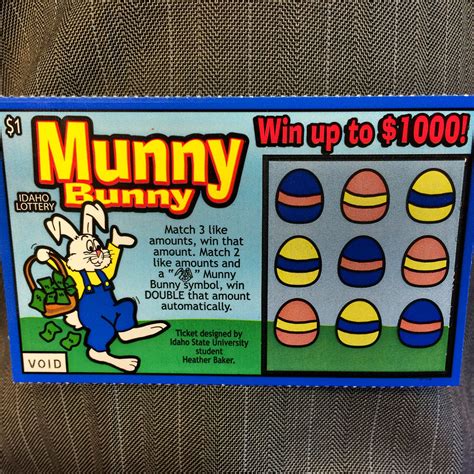 $1
Munny
Bunny
IDAHO
LOTTERY
Win up to $1000!
Match 3 like
amounts, win that
amount. Match 2
like amounts and
a " " Munny
Bunny symbol, win
DOUBLE that amount
automatically.
Ticket designed by
Idaho State University
student
Heather Baker.
VOID